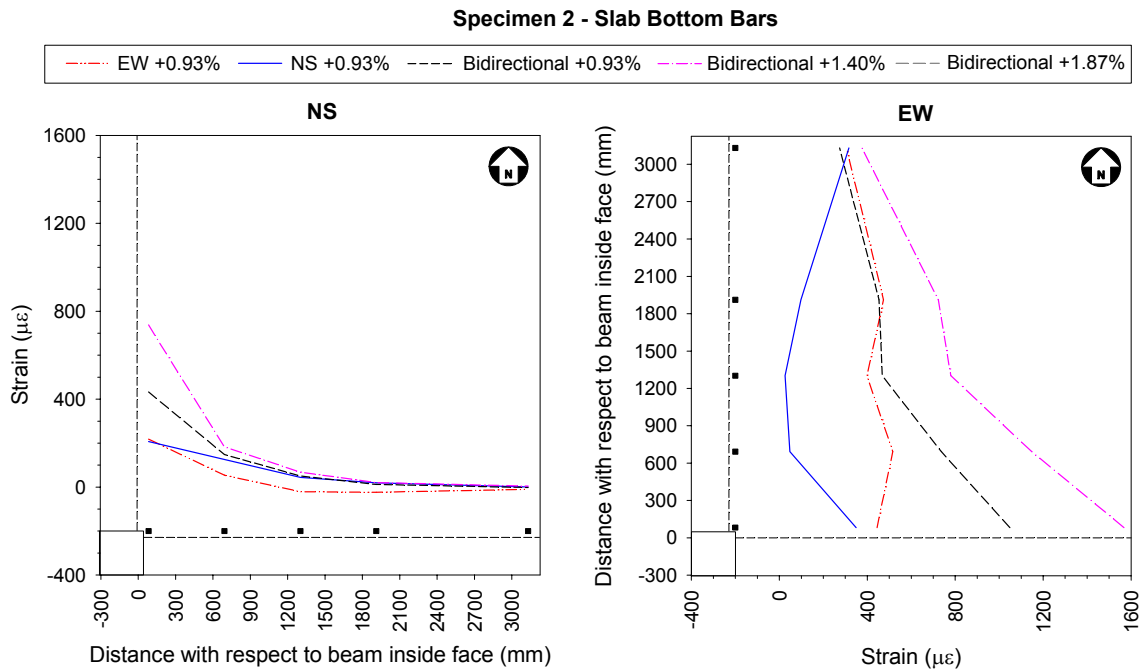 Specimen 2 - Slab Bottom Bars
EW +0.93% NS +0.93% Bidirectional +0.93% Bidirectional +1.40% Bidirectional +1.87%
NS
1600
1200
800
400
0
-400
Strain (με)
N
-300 0 300 600 900 1200 1500 1800 2100 2400 2700 3000
Distance with respect to beam inside face (mm)
EW
3000
2700
2400
2100
1800
1500
1200
900
600
300
0
-300
Distance with respect to beam inside face (mm)
N
-400 0 400 800 1200 1600
Strain (με)